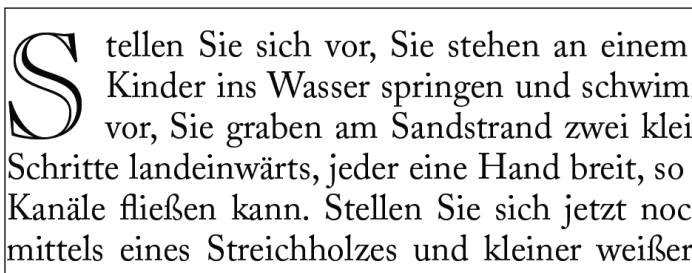 Stellen Sie sich vor, Sie stehen an einem
Kinder ins Wasser springen und schwim
vor, Sie graben am Sandstrand zwei klei
Schritte landeinwärts, jeder eine Hand breit, so
Kanäle fließen kann. Stellen Sie sich jetzt noc
mittels eines Streichholzes und kleiner weißer